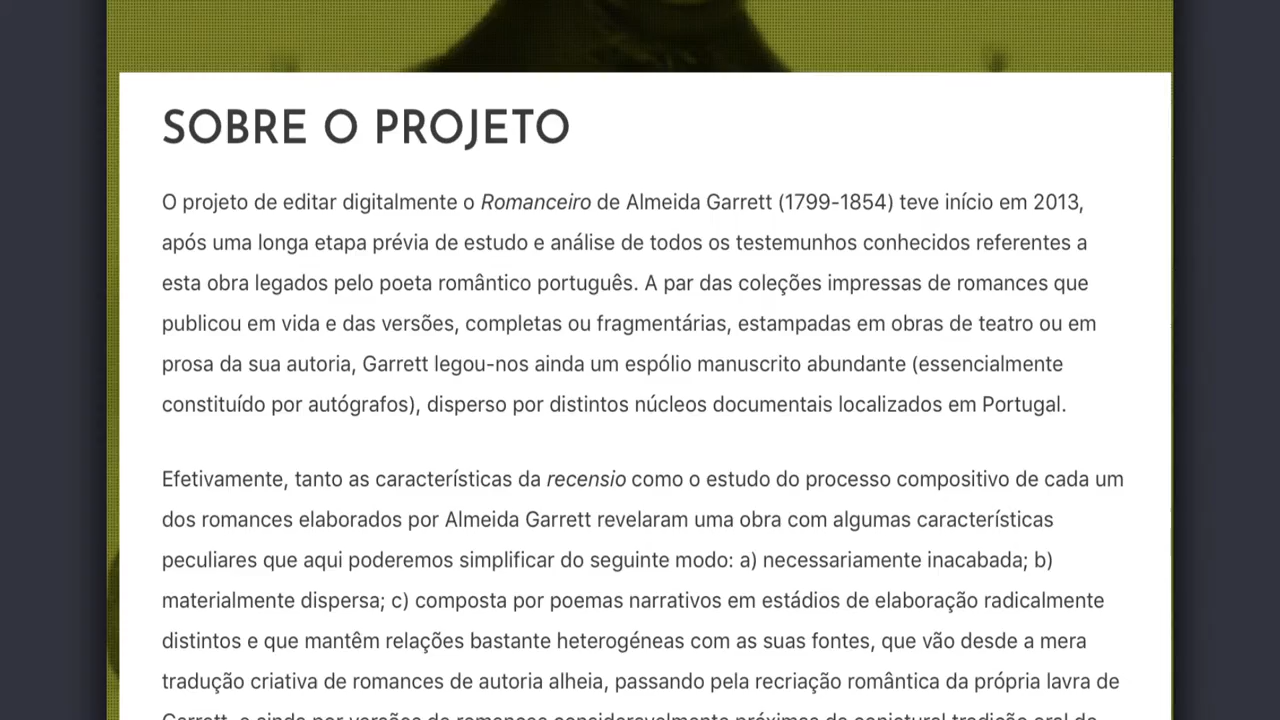 SOBRE O PROJETO
O projeto de editar digitalmente o Romanceiro de Almeida Garrett (1799-1854) teve início em 2013,
após uma longa etapa prévia de estudo e análise de todos os testemunhos conhecidos referentes a
esta obra legados pelo poeta romântico português. A par das coleções impressas de romances que
publicou em vida e das versões, completas ou fragmentárias, estampadas em obras de teatro ou em
prosa da sua autoria, Garrett legou-nos ainda um espólio manuscrito abundante (essencialmente
constituído por autógrafos), disperso por distintos núcleos documentais localizados em Portugal.
Efetivamente, tanto as características da recensio como o estudo do processo compositivo de cada um
dos romances elaborados por Almeida Garrett revelaram uma obra com algumas características
peculiares que aqui poderemos simplificar do seguinte modo: a) necessariamente inacabada; b)
materialmente dispersa; c) composta por poemas narrativos em estádios de elaboração radicalmente
distintos e que mantêm relações bastante heterogéneas com as suas fontes, que vão desde a mera
tradução criativa de romances de autoria alheia, passando pela recriação romântica da própria lavra de